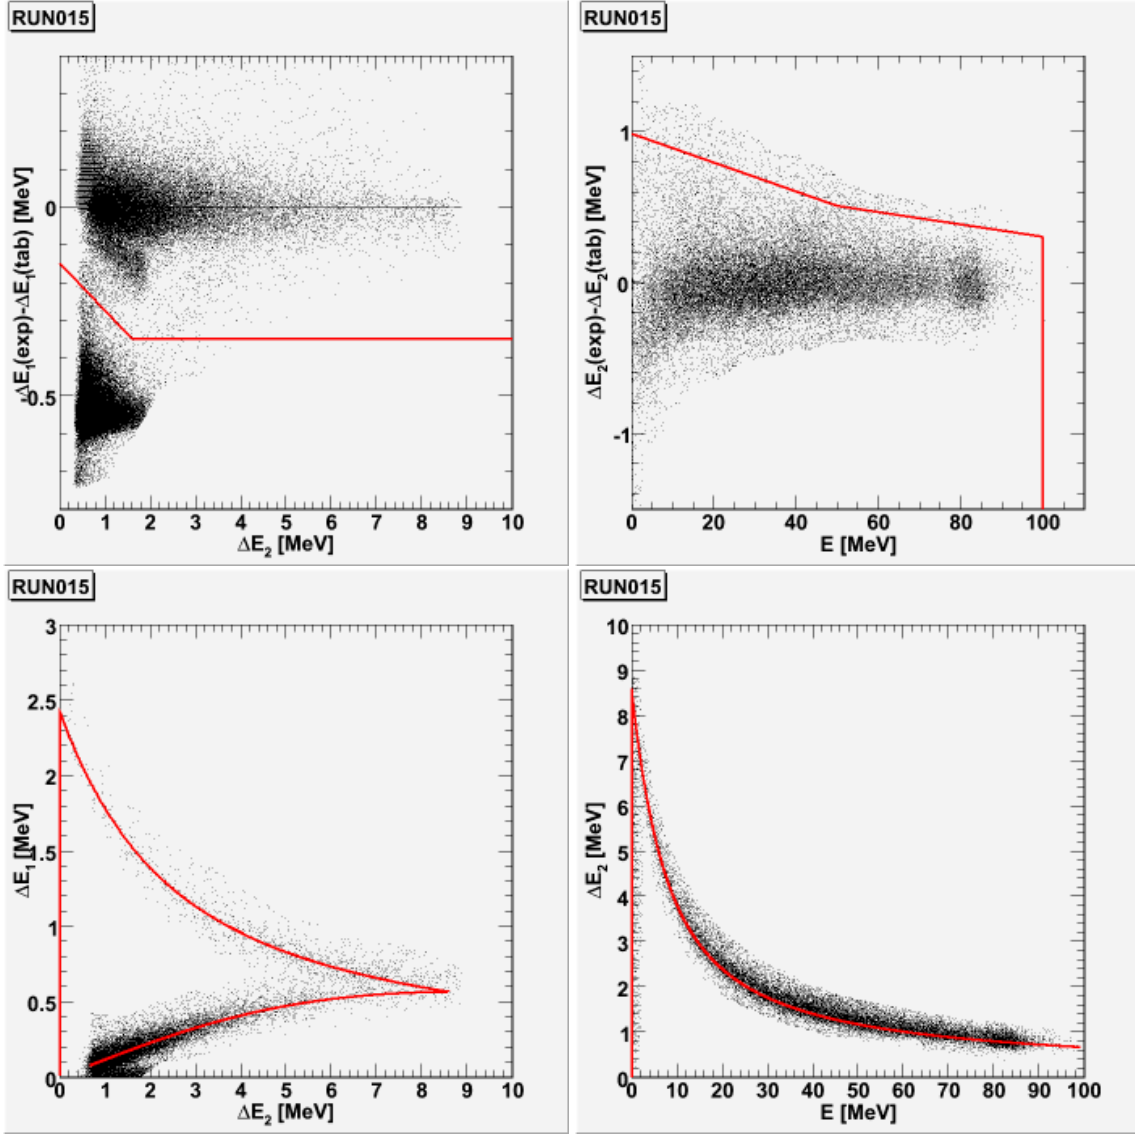 RUN015
ΔE1(exp)-ΔE1(tab) [MeV]
0
-0.5
0 1 2 3 4 5 6 7 8 9 10
ΔE2 [MeV]
RUN015
ΔE2(exp)-ΔE2(tab) [MeV]
1
0
-1
0 20 40 60 80 100
E [MeV]
RUN015
ΔE1 [MeV]
3
2.5
2
1.5
1
0.5
0
0 1 2 3 4 5 6 7 8 9 10
ΔE2 [MeV]
RUN015
ΔE2 [MeV]
10
9
8
7
6
5
4
3
2
1
0
0 10 20 30 40 50 60 70 80 90 100
E [MeV]